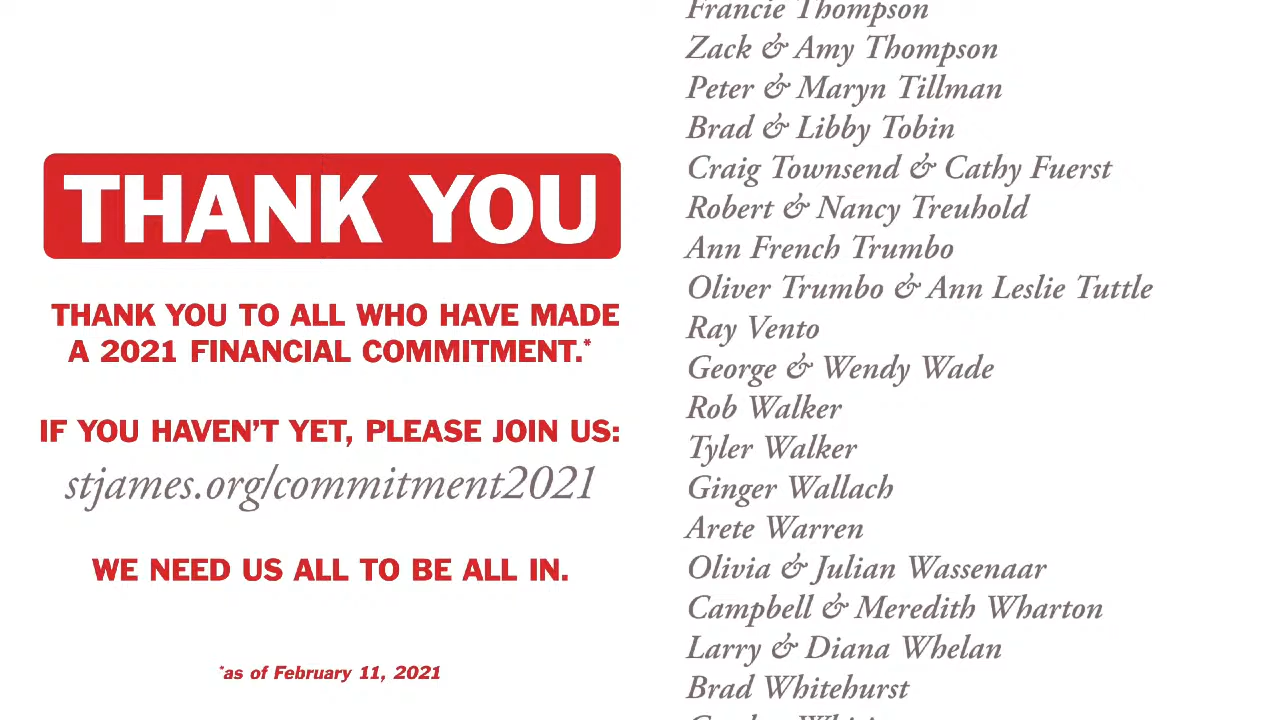 THANK YOU
THANK YOU TO ALL WHO HAVE MADE
A 2021 FINANCIAL COMMITMENT.*
IF YOU HAVEN'T YET, PLEASE JOIN US:
stjames.org/commitment2021
WE NEED US ALL TO BE ALL IN.
*as of February 11, 2021
Francie Thompson
Zack & Amy Thompson
Peter & Maryn Tillman
Brad & Libby Tobin
Craig Townsend & Cathy Fuerst
Robert & Nancy Treuhold
Ann French Trumbo
Oliver Trumbo & Ann Leslie Tuttle
Ray Vento
George & Wendy Wade
Rob Walker
Tyler Walker
Ginger Wallach
Arete Warren
Olivia & Julian Wassenaar
Campbell & Meredith Wharton
Larry & Diana Whelan
Brad Whitehurst